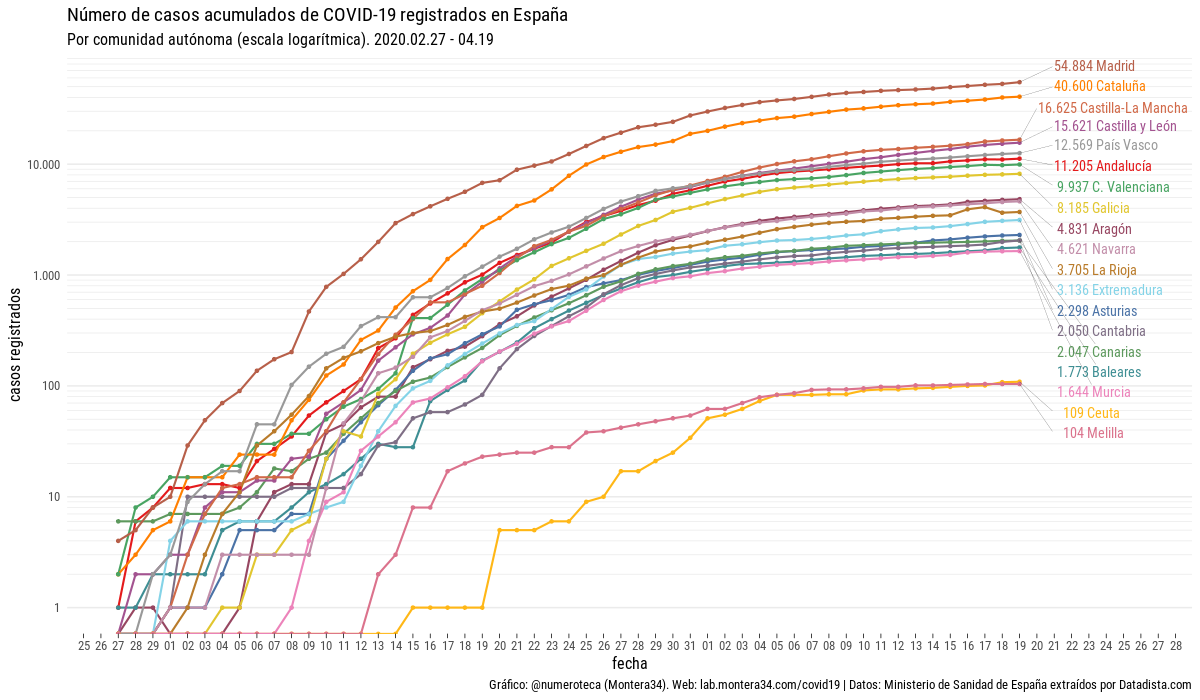 Número de casos acumulados de COVID-19 registrados en España
Por comunidad autónoma (escala logarítmica). 2020.02.27 - 04.19
54.884 Madrid
40.600 Cataluña
16.625 Castilla-La Mancha
15.621 Castilla y León
12.569 País Vasco
11.205 Andalucía
9.937 C. Valenciana
8.185 Galicia
4.831 Aragón
4.621 Navarra
3.705 La Rioja
3.136 Extremadura
2.298 Asturias
2.050 Cantabria
2.047 Canarias
1.773 Baleares
1.644 Murcia
109 Ceuta
104 Melilla
casos registrados
10.000
1.000
100
10
1
25 26 27 28 29 01 02 03 04 05 06 07 08 09 10 11 12 13 14 15 16 17 18 19 20 21 22 23 24 25 26 27 28 29 30 31 01 02 03 04 05 06 07 08 09 10 11 12 13 14 15 16 17 18 19 20 21 22 23 24 25 26 27 28
fecha
Gráfico: @numeroteca (Montera34). Web: lab.montera34.com/covid19 | Datos: Ministerio de Sanidad de España extraídos por Datadista.com